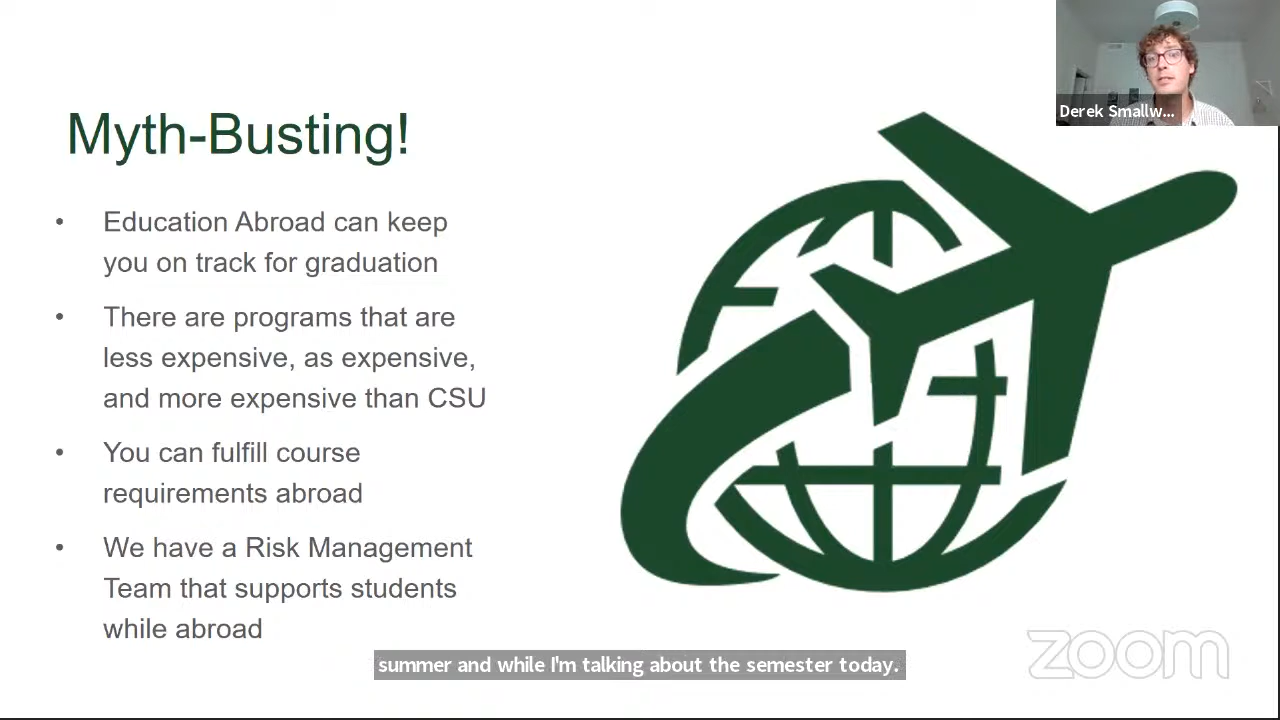 Derek Smallw...
Myth-Busting!
• Education Abroad can keep
you on track for graduation
• There are programs that are
less expensive, as expensive,
and more expensive than CSU
• You can fulfill course
requirements abroad
• We have a Risk Management
Team that supports students
while abroad
summer and while I'm talking about the semester today.
zoom